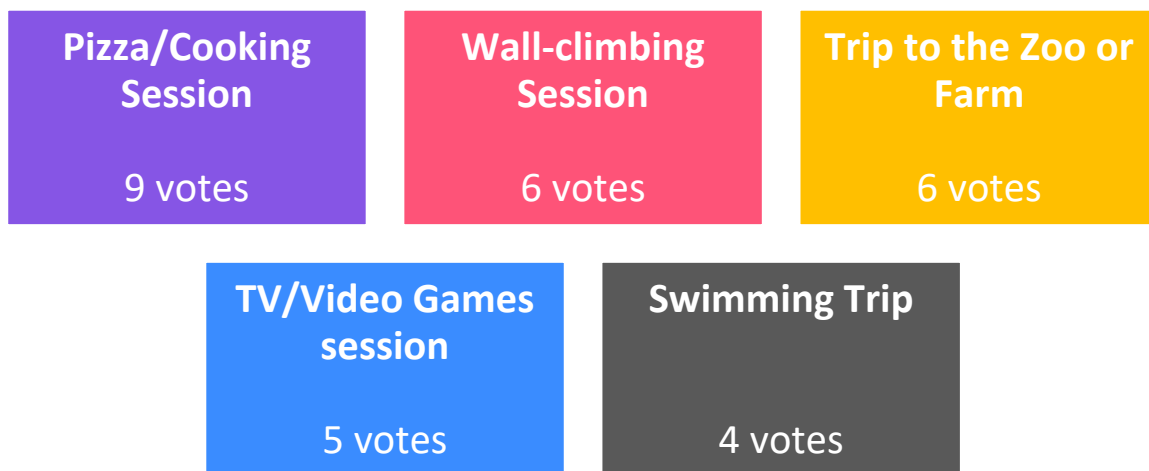 Pizza/Cooking
Session
9 votes
Wall-climbing
Session
6 votes
Trip to the Zoo or
Farm
6 votes
TV/Video Games
session
5 votes
Swimming Trip
4 votes